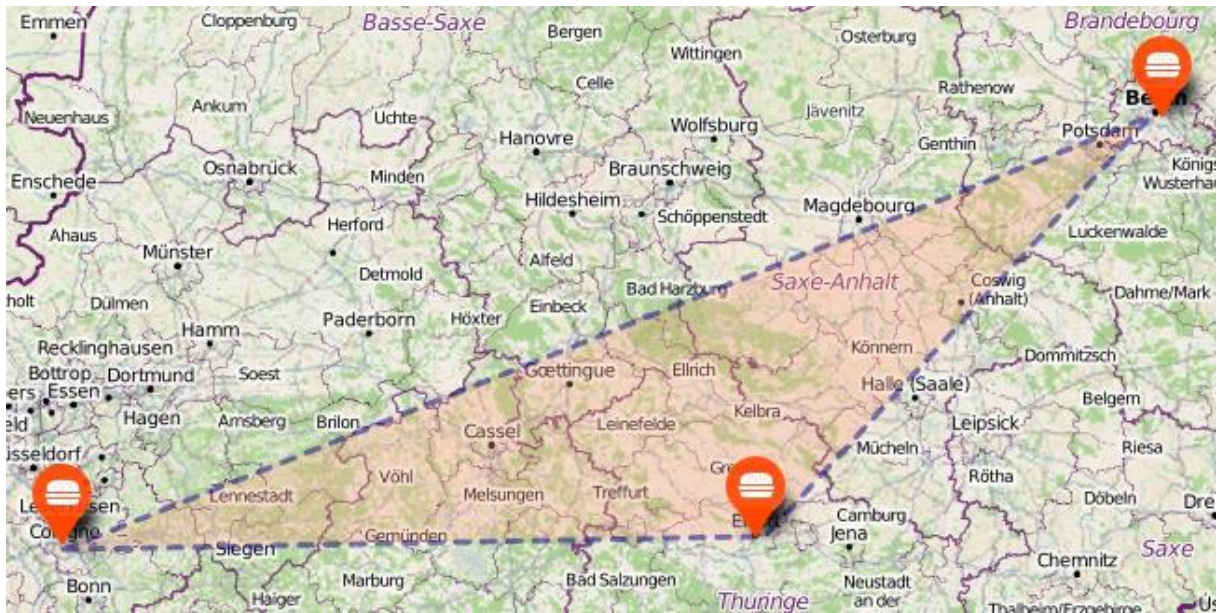 Emmen
Cloppenburg
Basse-Saxe
Bergen
Wittingen
Osterburg
Brandebourg
Ankum
Uchte
Celle
Rathenow
Neuenhaus
Hanovre
Wolfsburg
Jävenitz
Genthin
Potsdam
Enschede
Osnabrück
Minden
Braunschweig
Hildesheim
Schöppenstedt
Magdebourg
Ahaus
Herford
Luckenwalde
Münster
Detmold
Alfeld
Bad Harzburg
Saxe-Anhalt
Coswig
(Anhalt)
Dülmen
Einbeck
Höxter
Dahme/Mark
Hamm
Paderborn
Recklinghausen
Könnern
Dommitzsch
Bottrop
Dortmund
Soest
Gœttingue
Ellrich
Essen
Halle (Saale)
Belgern
Hagen
Arnsberg
Brilon
Leinefelde
Kelbra
Leipsick
Cassel
Mücheln
Riesa
Vöhl
Rötha
Lennestadt
Melsungen
Treffurt
Döbeln
Camburg
Siegen
Gemünden
Jena
Saxe
Bonn
Marburg
Bad Salzungen
Chemnitz
Haiger
Thuringe
Neustadt
an der
Thalheim/Erzgebirge